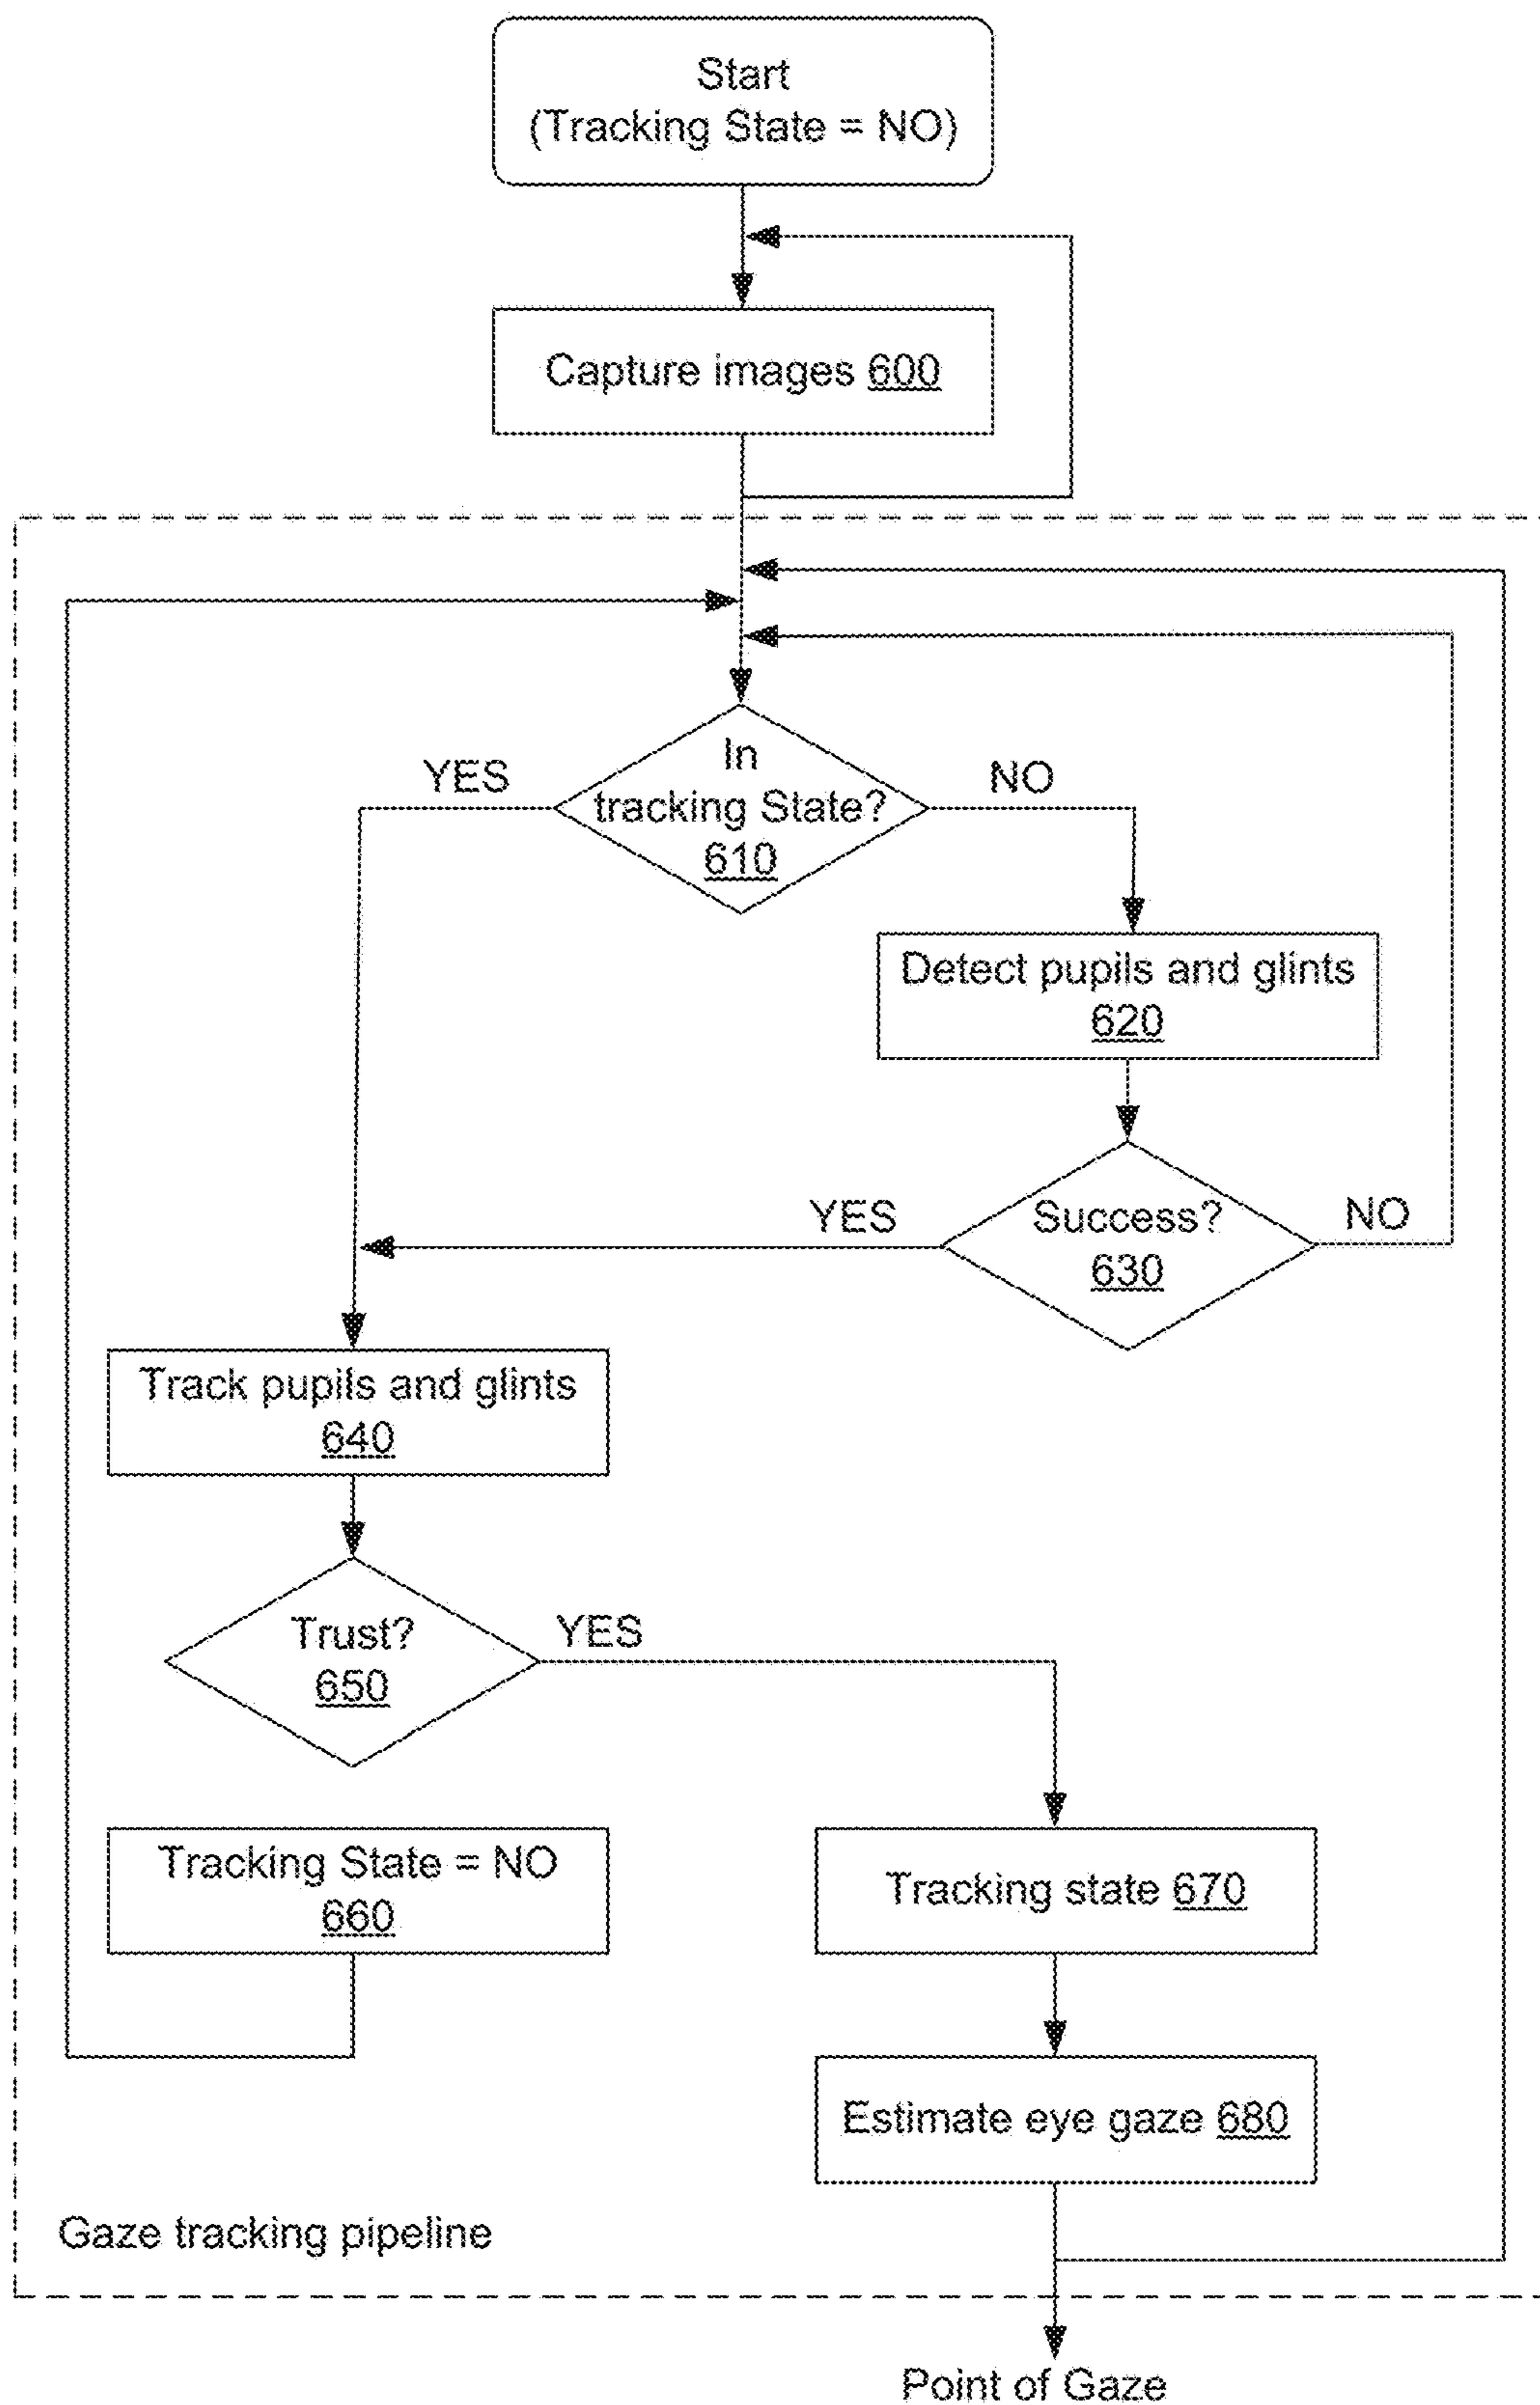 Start
(Tracking State = NO)
Capture images 600
In
tracking State?
610
YES
NO
Detect pupils and glints
620
Success?
630
YES
NO
Track pupils and glints
640
Trust?
650
YES
Tracking State = NO
660
Tracking state 670
Estimate eye gaze 680
Gaze tracking pipeline
Point of Gaze